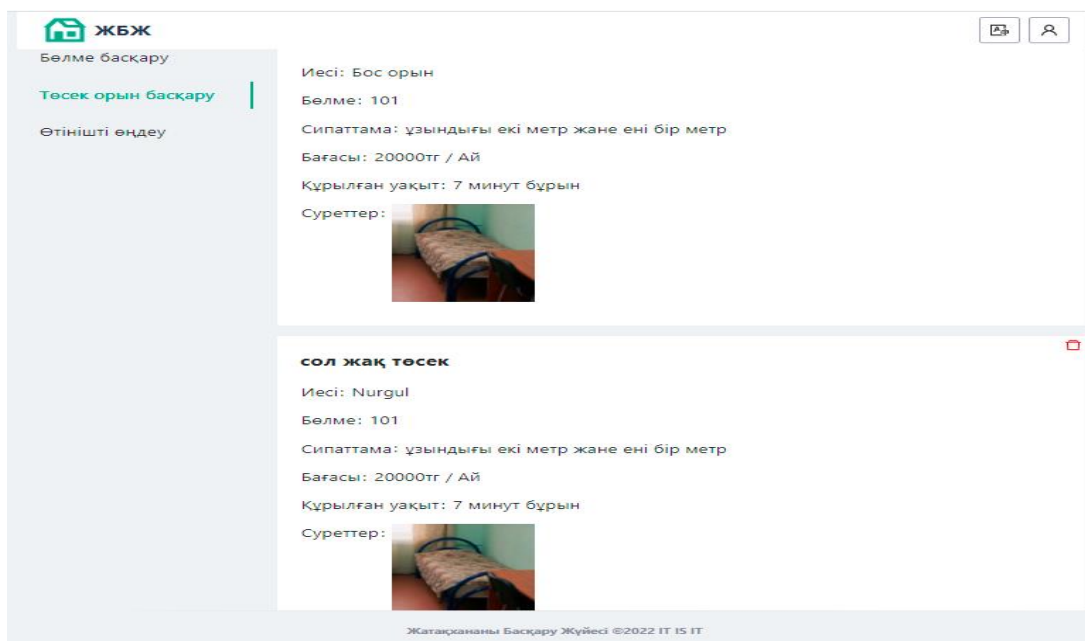 ЖБЖ
Бөлме басқару
Төсек орын басқару
Өтінішті өңдеу
Иесі: Бос орын
Бөлме: 101
Сипаттама: ұзындығы екі метр жане ені бір метр
Бағасы: 20000тг / Ай
Құрылған уақыт: 7 минут бұрын
Суреттер:
сол жақ төсек
Иесі: Nurgul
Бөлме: 101
Сипаттама: ұзындығы екі метр жане ені бір метр
Бағасы: 20000тг / Ай
Құрылған уақыт: 7 минут бұрын
Суреттер:
Жатақхананы Басқару Жүйесі ©2022 IT IS IT